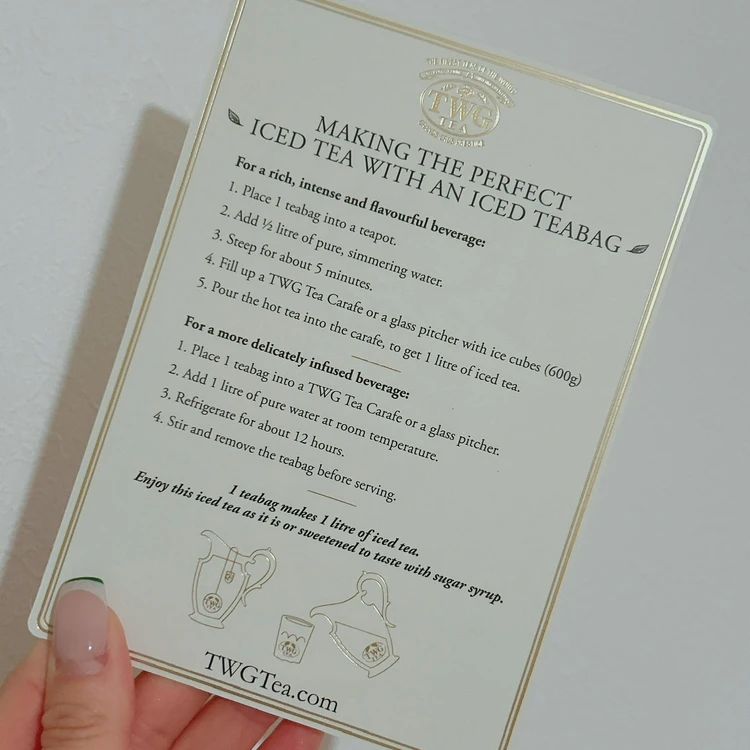 TWG
TEA
MAKING THE PERFECT
ICED TEA WITH AN ICED TEABAG
For a rich, intense and flavourful beverage:
1. Place 1 teabag into a teapot.
2. Add ½ litre of pure, simmering water.
3. Steep for about 5 minutes.
4. Fill up a TWG Tea Carafe or a glass pitcher with ice cubes (600g)
5. Pour the hot tea into the carafe, to get 1 litre of iced tea.
For a more delicately infused beverage:
1. Place 1 teabag into a TWG Tea Carafe or a glass pitcher.
2. Add 1 litre of pure water at room temperature.
3. Refrigerate for about 12 hours.
4. Stir and remove the teabag before serving.
1 teabag makes 1 litre of iced tea.
Enjoy this iced tea as it is or sweetened to taste with sugar syrup.
TWG
TEA
TWG
TEA
TWGTea.com